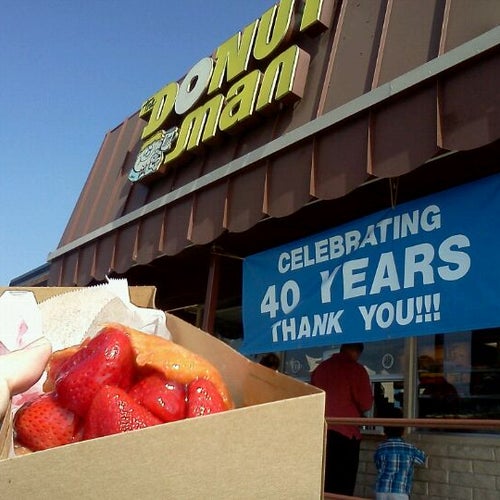 THE
DONUT
man
CELEBRATING
40 YEARS
THANK YOU!!!